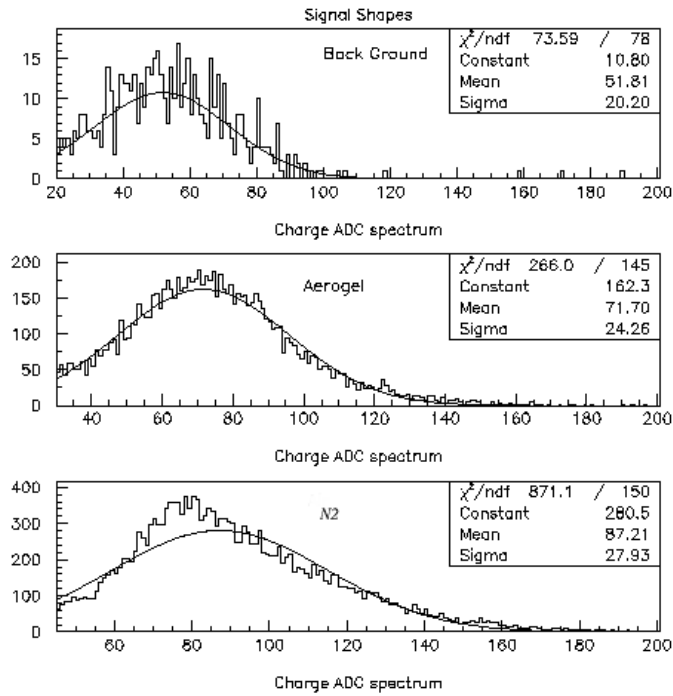 Signal Shapes
Back Ground
χ²/ndf 73.59 / 78
Constant 10.80
Mean 51.81
Sigma 20.20
15
10
5
0
20 40 60 80 100 120 140 160 180 200
Charge ADC spectrum
Aerogel
χ²/ndf 266.0 / 145
Constant 162.3
Mean 71.70
Sigma 24.26
200
150
100
50
0
40 60 80 100 120 140 160 180 200
Charge ADC spectrum
N2
χ²/ndf 871.1 / 150
Constant 280.5
Mean 87.21
Sigma 27.93
400
300
200
100
0
60 80 100 120 140 160 180 200
Charge ADC spectrum